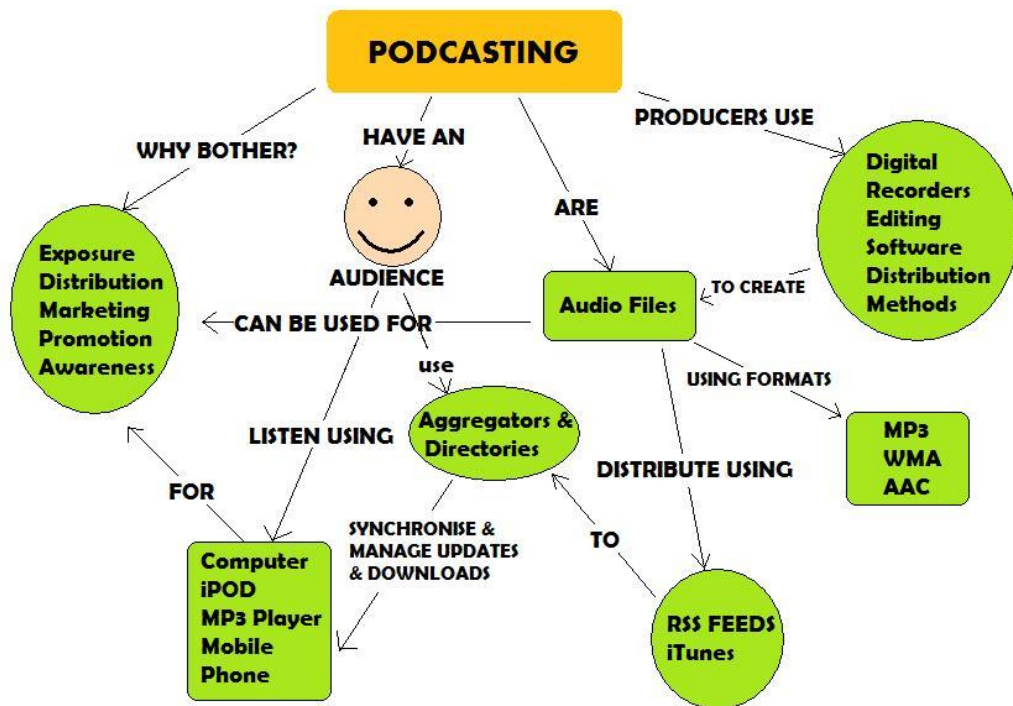 PODCASTING
WHY BOTHER?
HAVE AN
PRODUCERS USE
ARE
Digital
Recorders
Editing
Software
Distribution
Methods
Exposure
Distribution
Marketing
Promotion
Awareness
AUDIENCE
Audio Files
TO CREATE
CAN BE USED FOR
use
USING FORMATS
Aggregators &
Directories
LISTEN USING
DISTRIBUTE USING
MP3
WMA
AAC
FOR
SYNCHRONISE &
MANAGE UPDATES
& DOWNLOADS
TO
Computer
iPOD
MP3 Player
Mobile
Phone
RSS FEEDS
iTunes